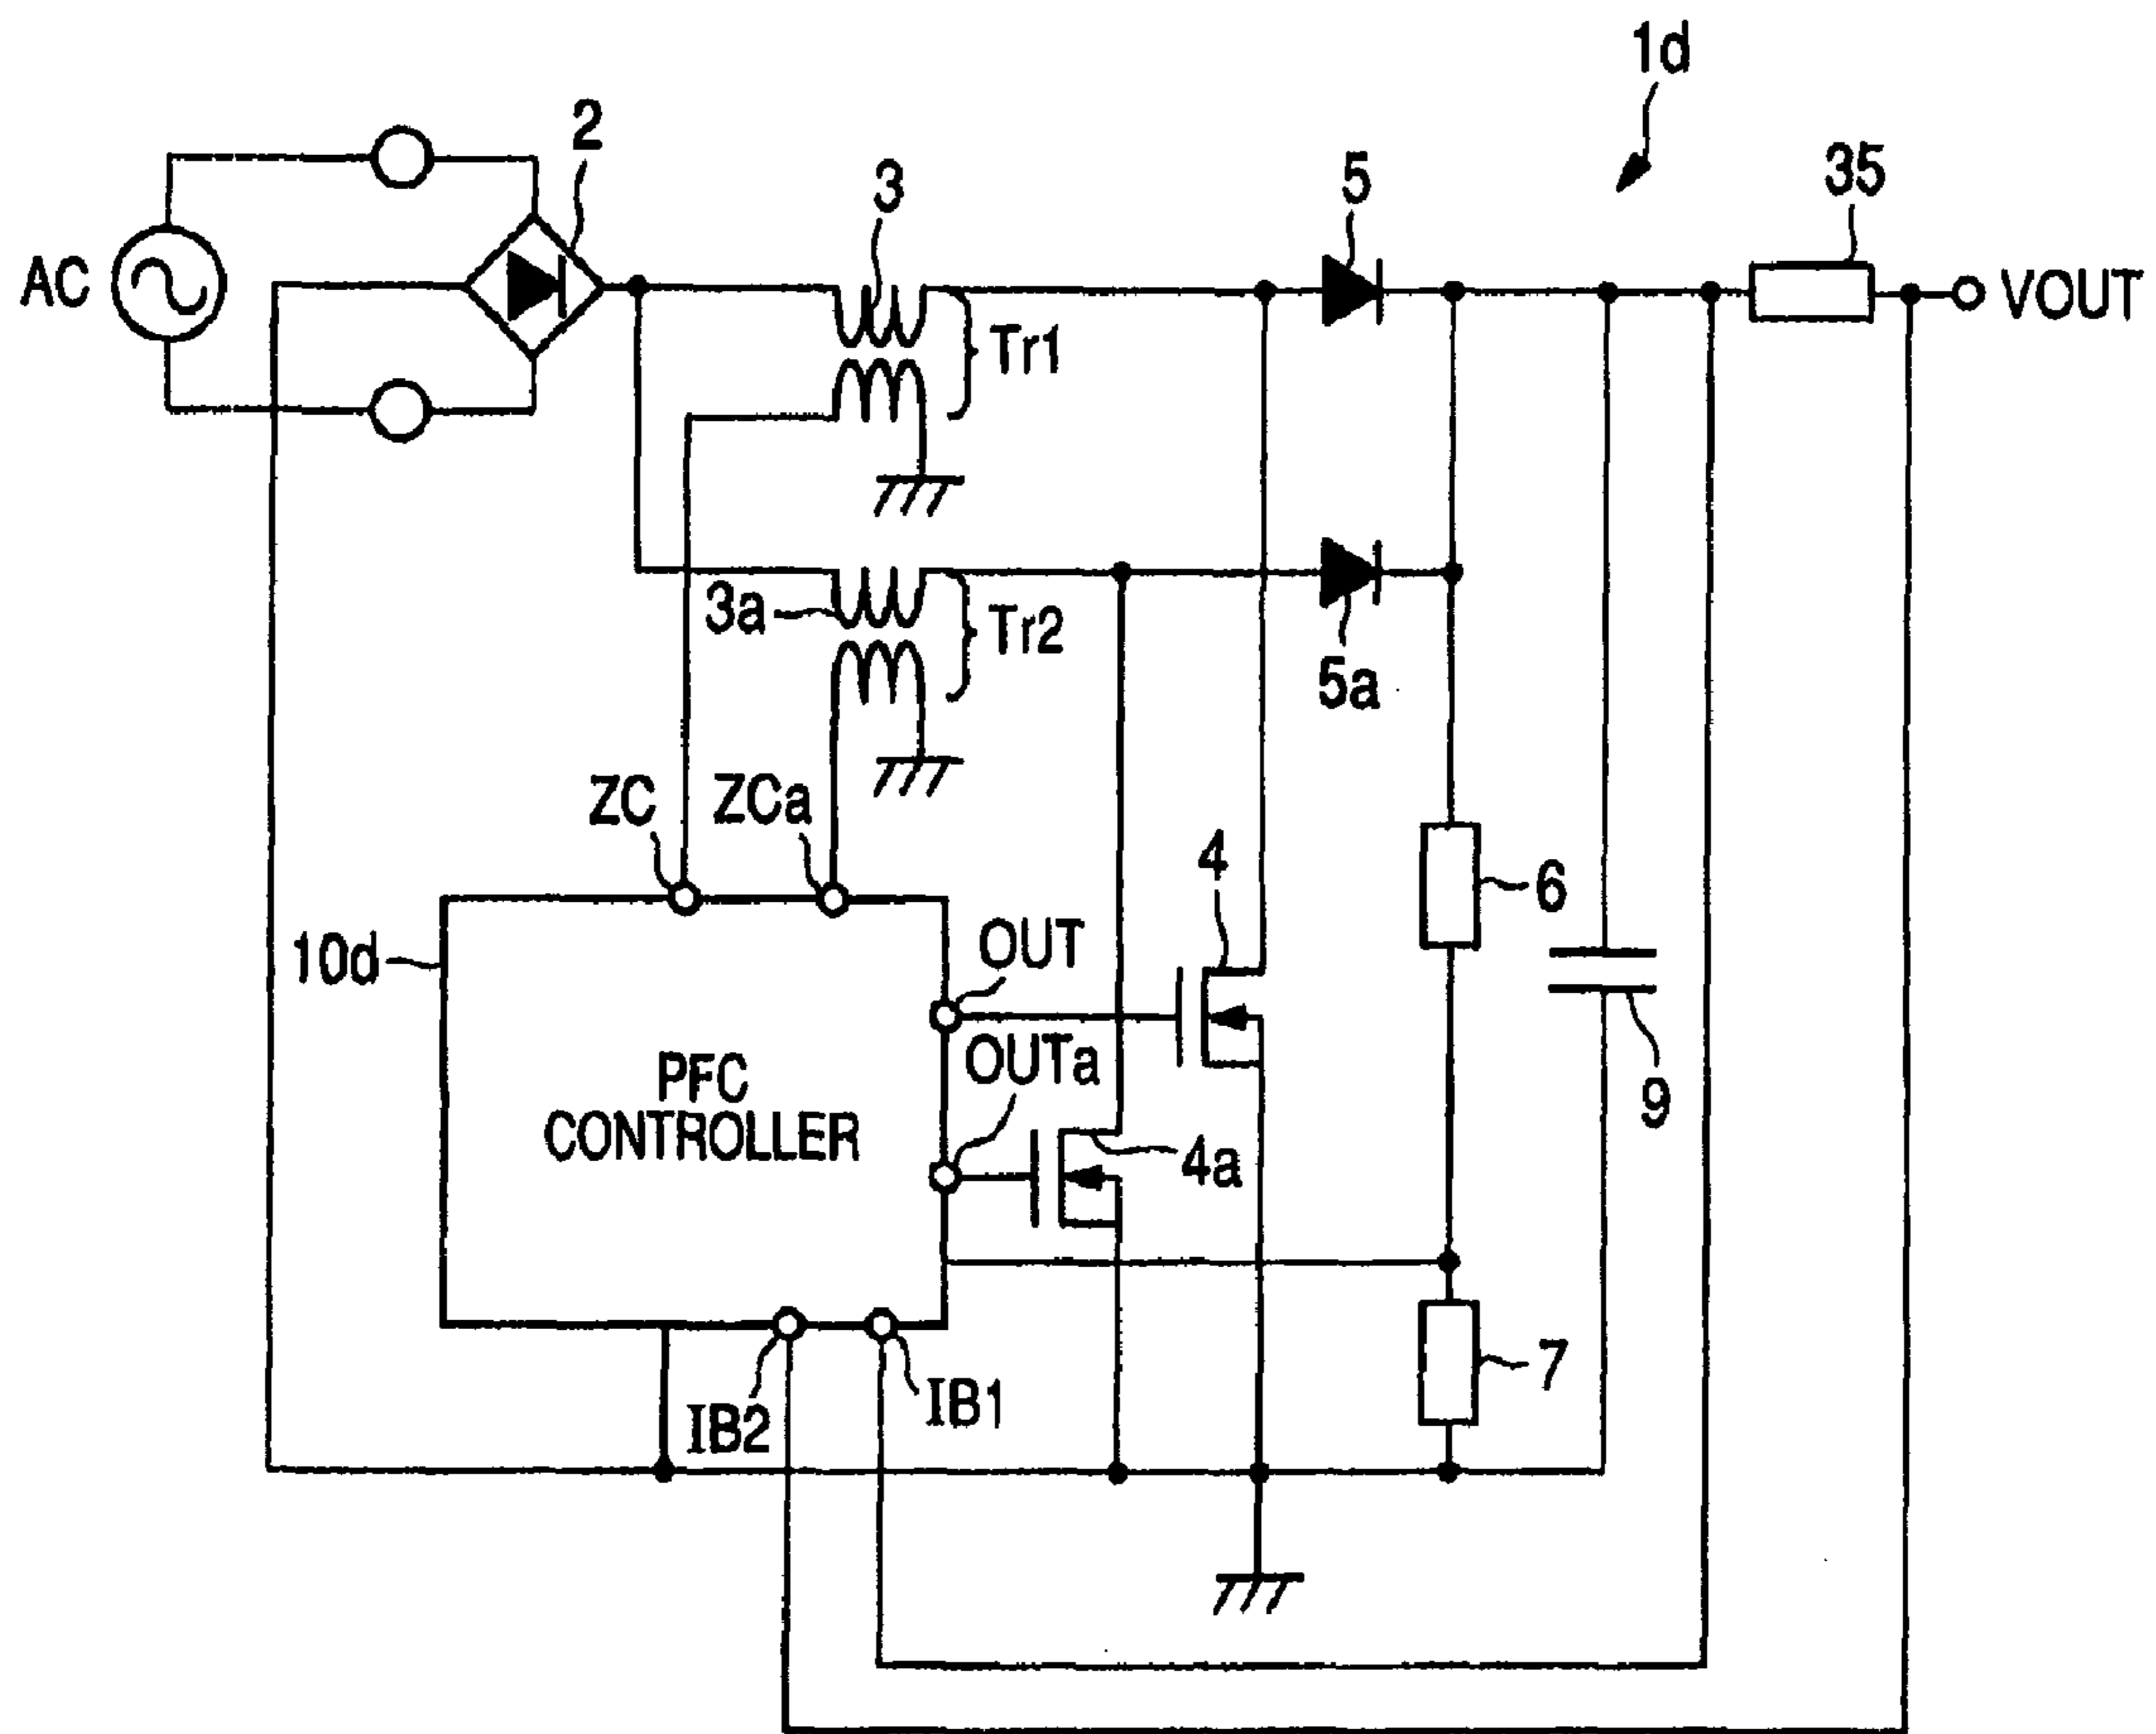 1d
2
3
5
35
AC
VOUT
Tr1
3a
Tr2
5a
ZC
ZCa
4
6
10d
OUT
OUTa
9
PFC
CONTROLLER
4a
7
IB2
IB1